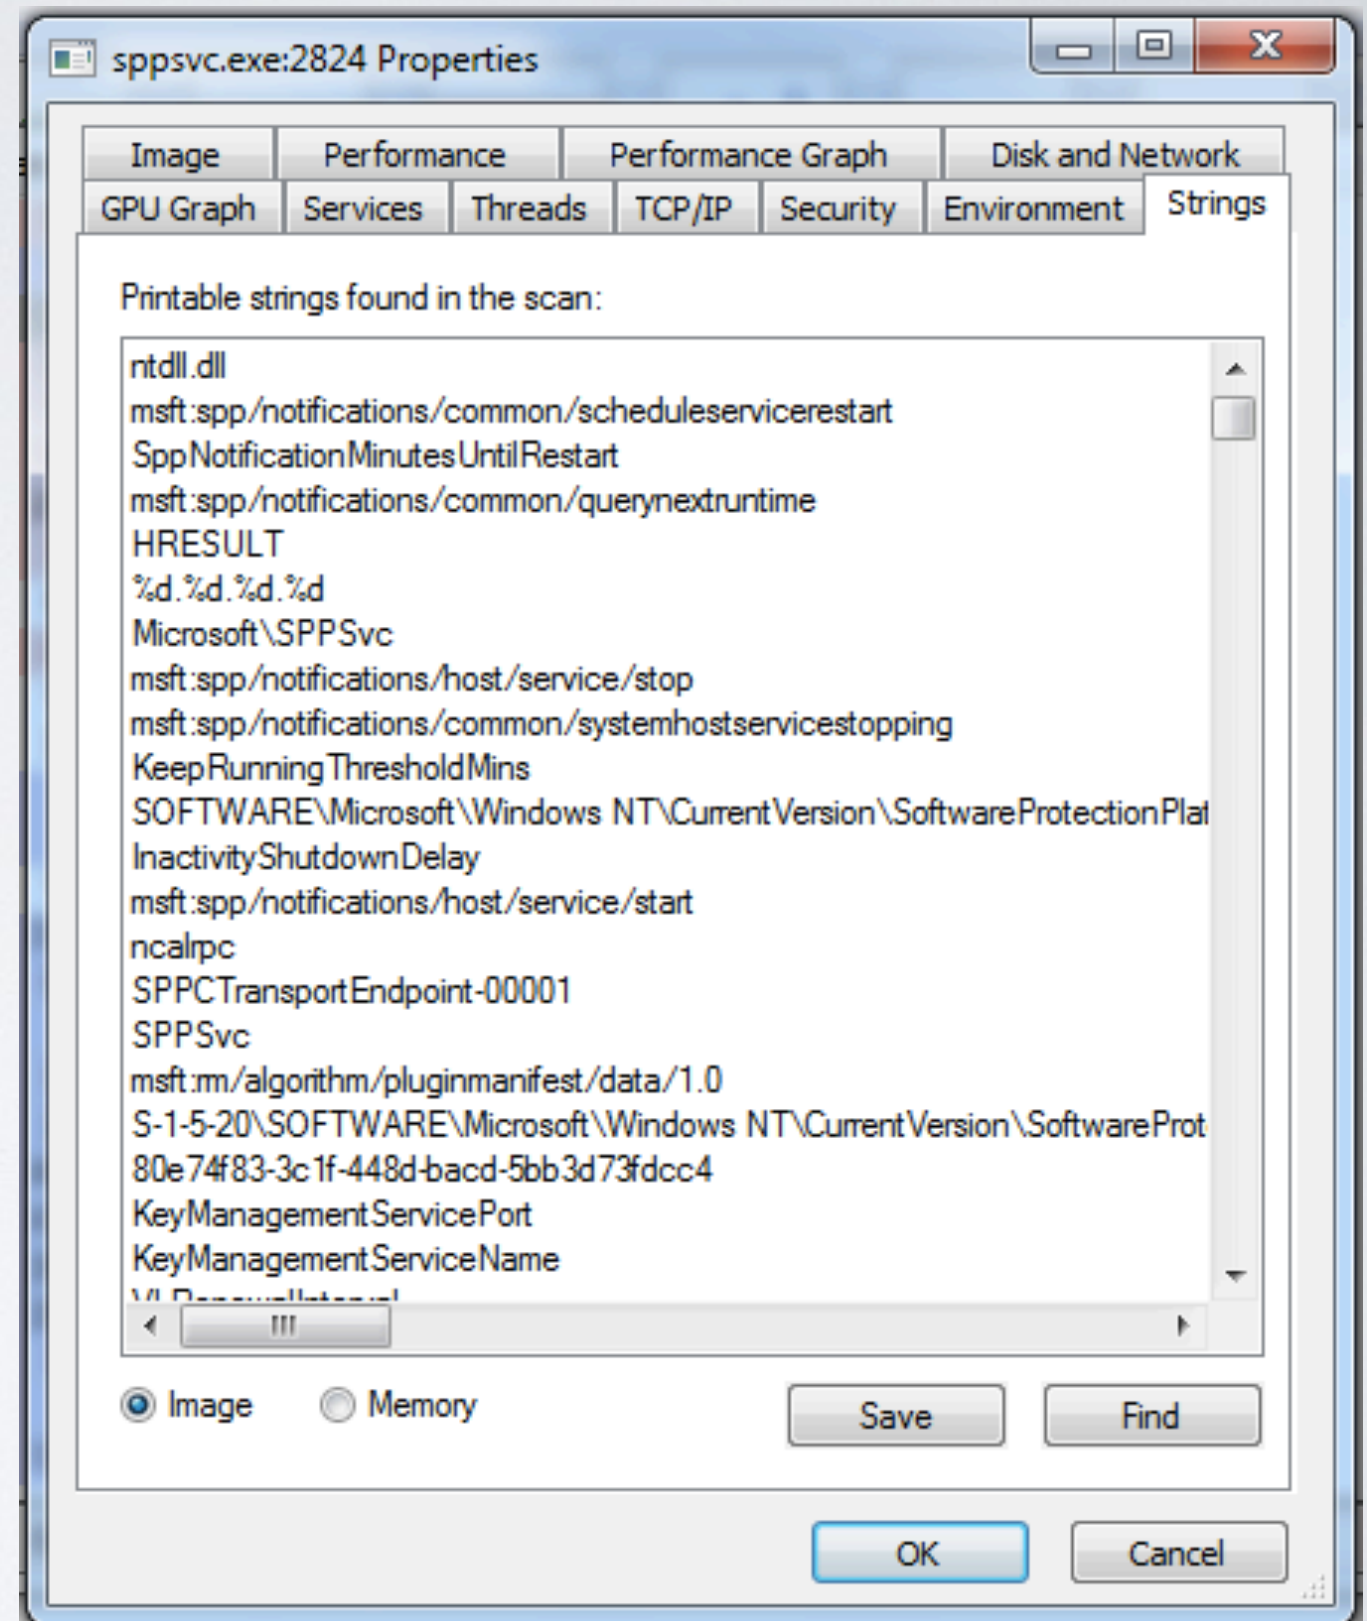 sppsvc.exe:2824 Properties
Image Performance Performance Graph Disk and Network
GPU Graph Services Threads TCP/IP Security Environment Strings
Printable strings found in the scan:
ntdll.dll
msft:spp/notifications/common/scheduleservicerestart
SppNotificationMinutesUntilRestart
msft:spp/notifications/common/querynextruntime
HRESULT
%d.%d.%d.%d
Microsoft\SPPSvc
msft:spp/notifications/host/service/stop
msft:spp/notifications/common/systemhostservicestopping
KeepRunningThresholdMins
SOFTWARE\Microsoft\Windows NT\CurrentVersion\SoftwareProtectionPlat
InactivityShutdownDelay
msft:spp/notifications/host/service/start
ncalrpc
SPPCTransportEndpoint-00001
SPPSvc
msft:rm/algorithm/pluginmanifest/data/1.0
S-1-5-20\SOFTWARE\Microsoft\Windows NT\CurrentVersion\SoftwareProt
80e74f83-3c1f-448d-bacd-5bb3d73fdcc4
KeyManagementServicePort
KeyManagementServiceName
VLRenewalInterval
Image Memory Save Find
OK Cancel